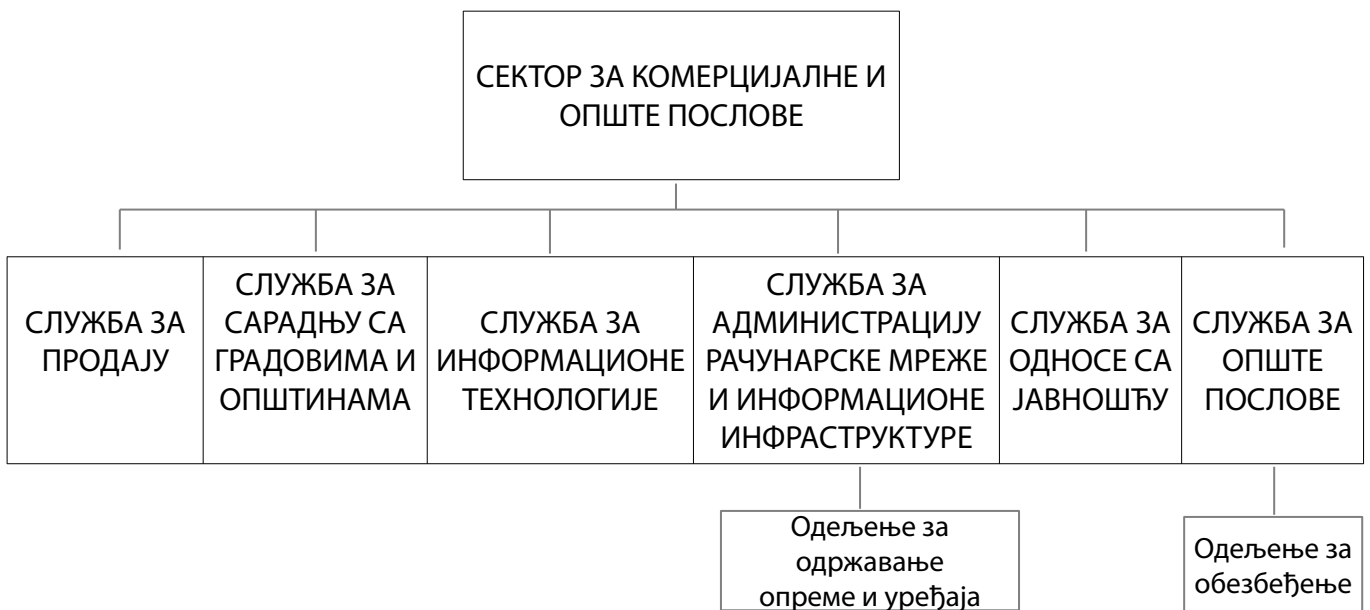 СЕКТОР ЗА КОМЕРЦИЈАЛНЕ И
ОПШТЕ ПОСЛОВЕ
СЛУЖБА ЗА
ПРОДАЈУ
СЛУЖБА ЗА
САРАДЊУ СА
ГРАДОВИМА И
ОПШТИНАМА
СЛУЖБА ЗА
ИНФОРМАЦИОНЕ
ТЕХНОЛОГИЈЕ
СЛУЖБА ЗА
АДМИНИСТРАЦИЈУ
РАЧУНАРСКЕ МРЕЖЕ
И ИНФОРМАЦИОНЕ
ИНФРАСТРУКТУРЕ
СЛУЖБА ЗА
ОДНОСЕ СА
ЈАВНОШЋУ
СЛУЖБА ЗА
ОПШТЕ
ПОСЛОВЕ
Одељење за
одржавање
опреме и уређаја
Одељење за
обезбеђење